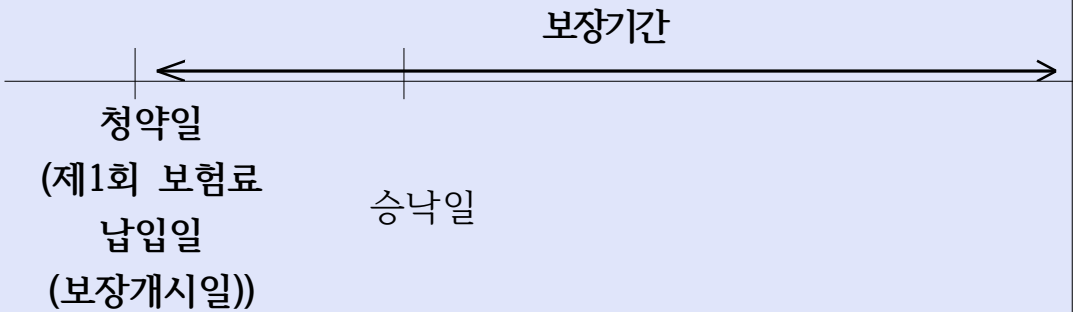 보장기간
청약일
(제1회 보험료
납입일
(보장개시일))
승낙일